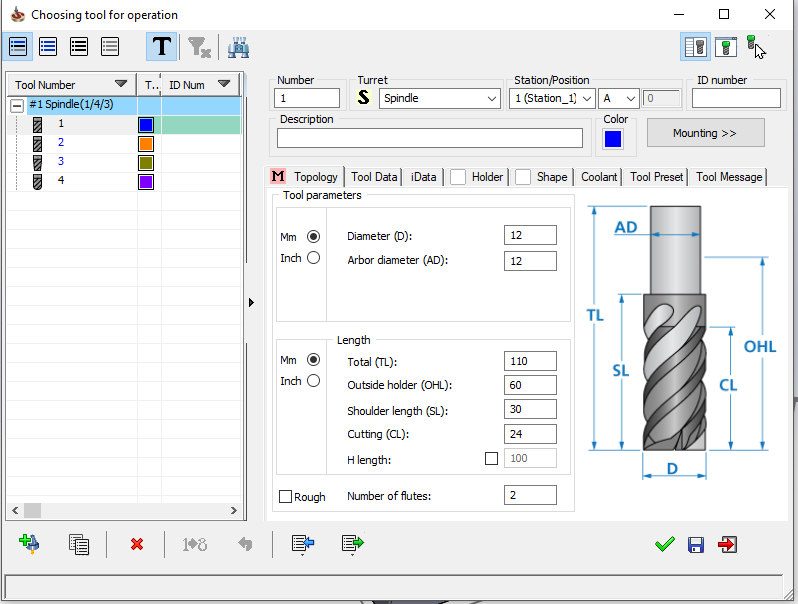 Choosing tool for operation
T
Tool Number T.. ID Num
#1 Spindle(1/4/3)
1
2
3
4
Number Turret Station/Position ID number
1 S Spindle 1 (Station_1) A 0
Description Color
Mounting >>
M Topology Tool Data iData Holder Shape Coolant Tool Preset Tool Message
Tool parameters
Mm
Inch
Diameter (D): 12
Arbor diameter (AD): 12
Length
Mm
Inch
Total (TL): 110
Outside holder (OHL): 60
Shoulder length (SL): 30
Cutting (CL): 24
H length: 100
Rough Number of flutes: 2
AD
TL
OHL
SL
CL
D
1➔8